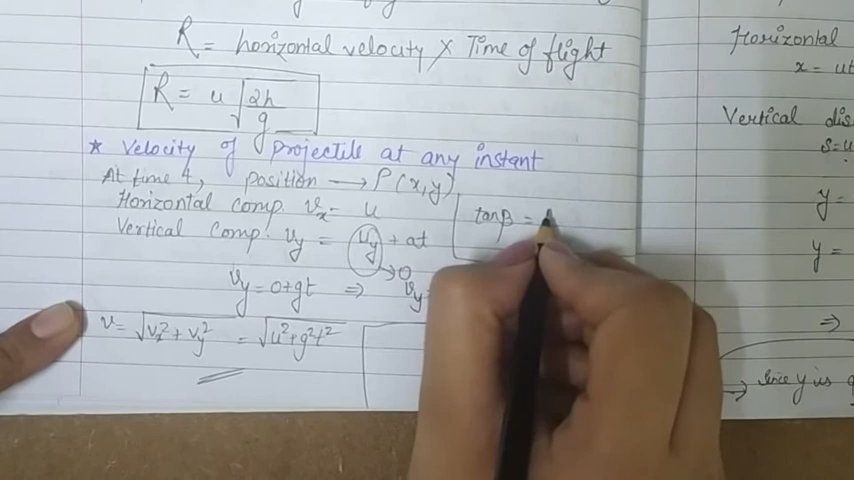 R = horizontal velocity × Time of flight
R = u √2h/g
* Velocity of projectile at any instant
At time t, position → P(x,y)
Horizontal comp. vx = u
Vertical comp. vy = uy + at
→0
vy = 0+gt ⇒ vy
v = √vx²+vy² = √u²+g²t²
tanβ =
Horizontal
x = ut
Vertical dis
s = u
y =
y =
⇒
→ Since y is